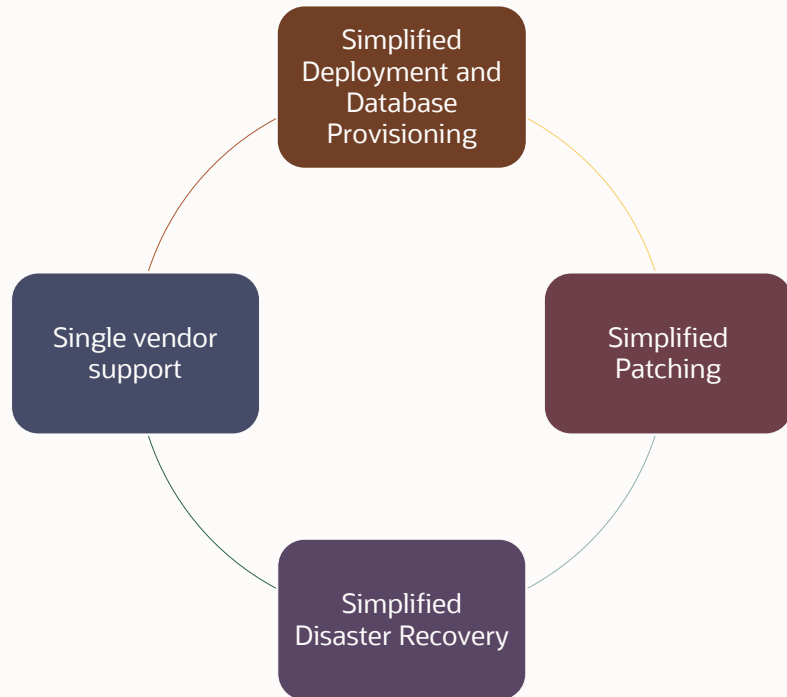 Simplified
Deployment and
Database
Provisioning
Single vendor
support
Simplified
Patching
Simplified
Disaster Recovery